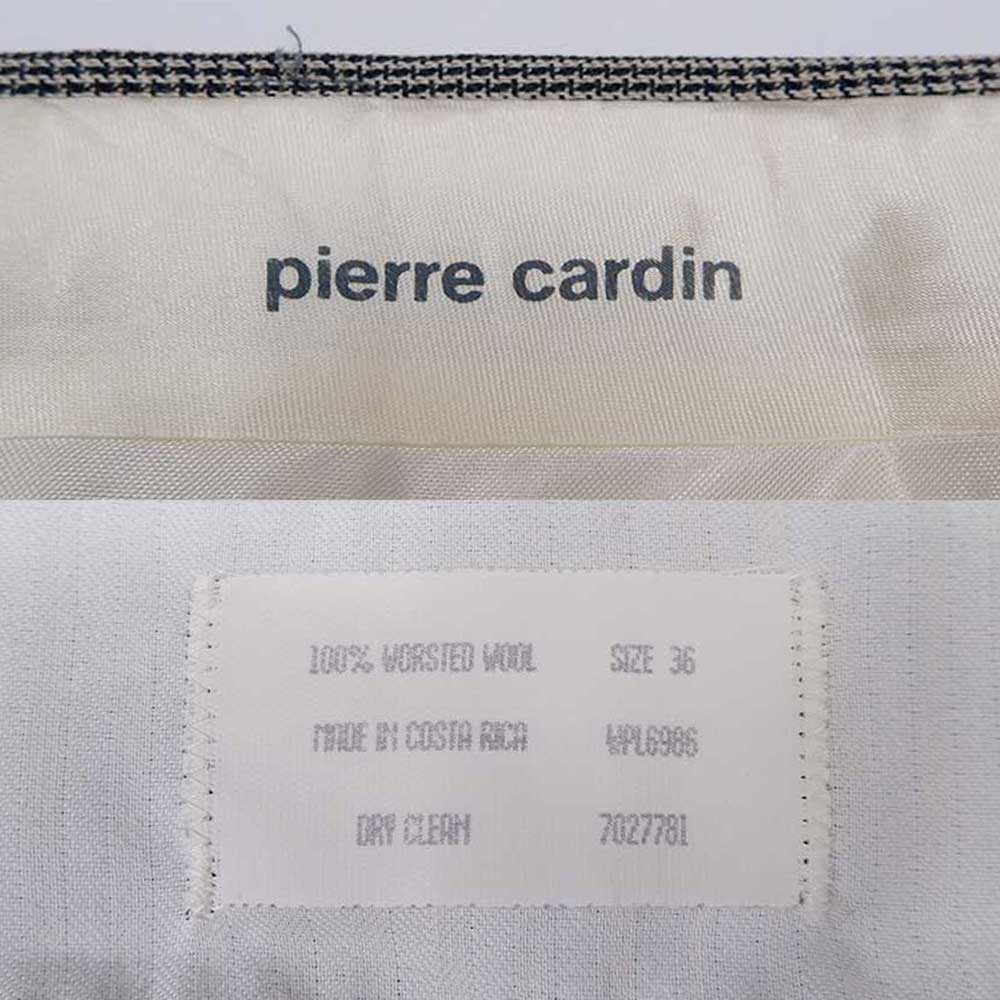 pierre cardin
100% WORSTED WOOL SIZE 36
MADE IN COSTA RICA WPL6986
DRY CLEAN 7027781